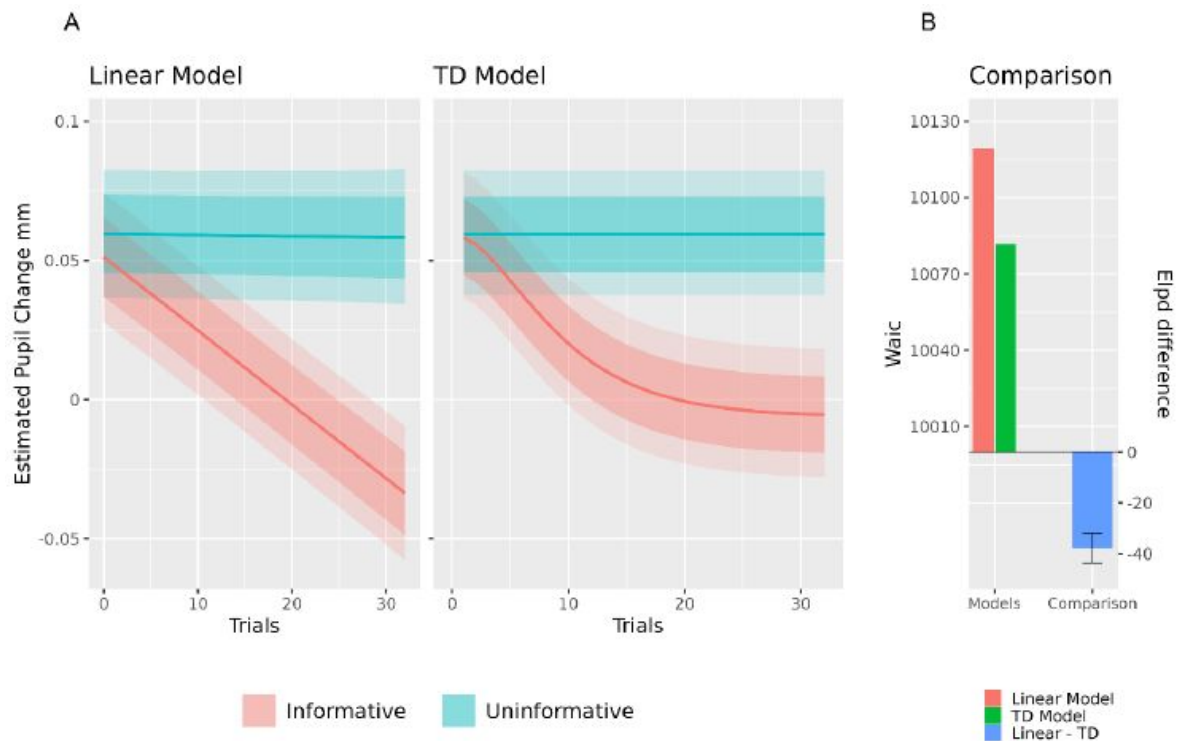 A
B
Linear Model
TD Model
Comparison
Estimated Pupil Change mm
0.1
0.05
0
-0.05
0
10
20
30
Trials
0
10
20
30
Trials
Waic
10130
10100
10070
10040
10010
0
-20
-40
Elpd difference
Models
Comparison
Informative
Uninformative
Linear Model
TD Model
Linear - TD